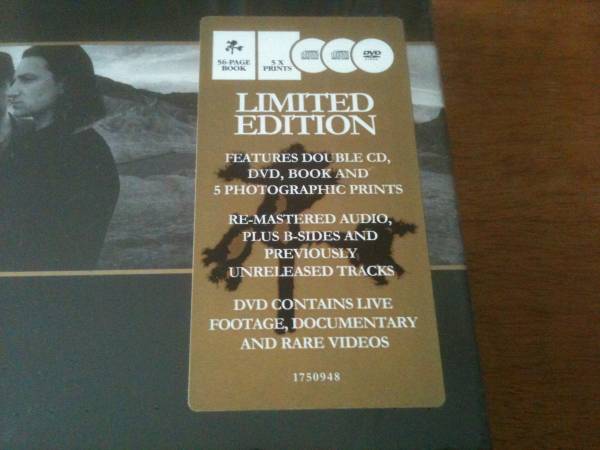 56-PAGE
BOOK
5 X
PRINTS
DVD
LIMITED
EDITION
FEATURES DOUBLE CD,
DVD, BOOK AND
5 PHOTOGRAPHIC PRINTS
RE-MASTERED AUDIO,
PLUS B-SIDES AND
PREVIOUSLY
UNRELEASED TRACKS
DVD CONTAINS LIVE
FOOTAGE, DOCUMENTARY
AND RARE VIDEOS
1750948